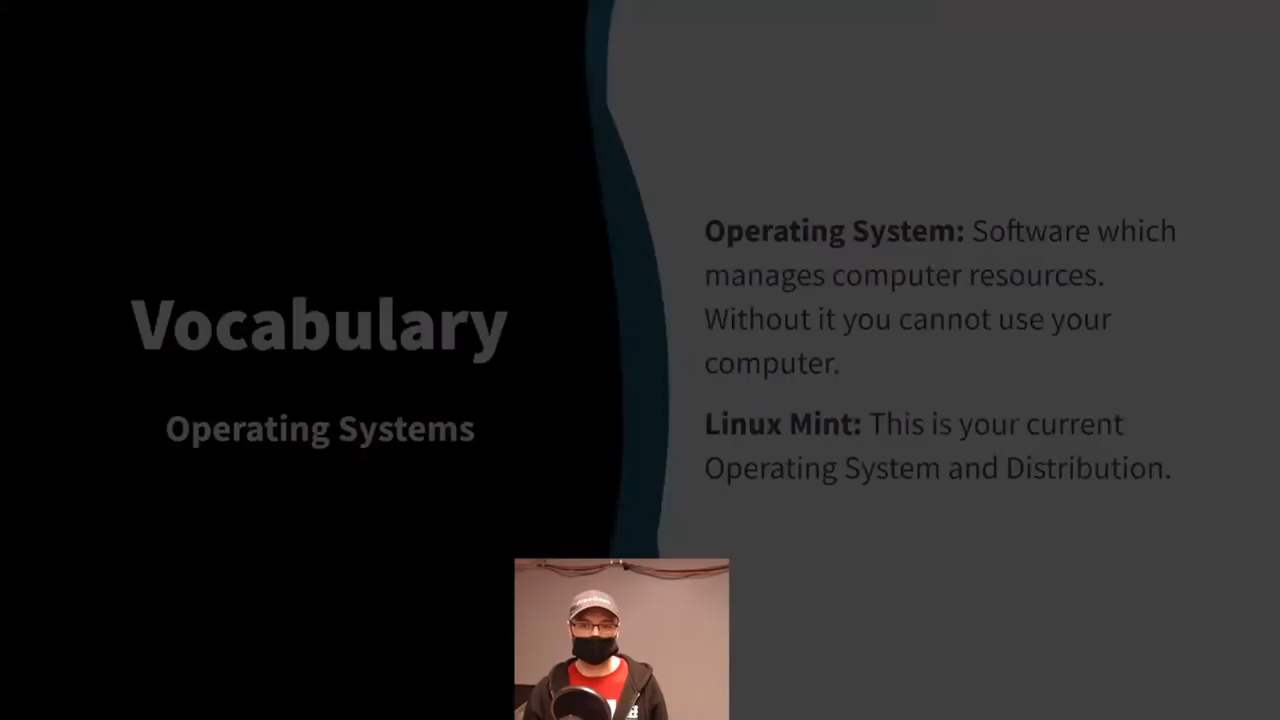 Vocabulary
Operating Systems
Operating System: Software which
manages computer resources.
Without it you cannot use your
computer.
Linux Mint: This is your current
Operating System and Distribution.